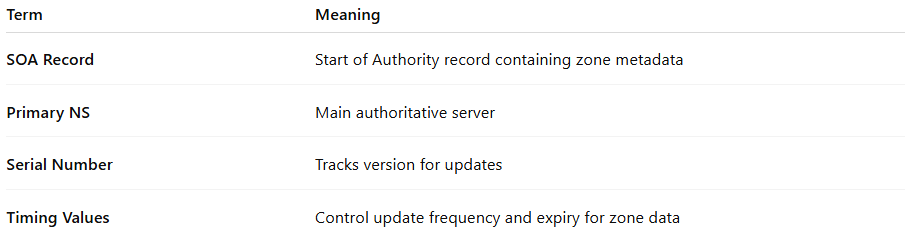 Term Meaning
SOA Record Start of Authority record containing zone metadata
Primary NS Main authoritative server
Serial Number Tracks version for updates
Timing Values Control update frequency and expiry for zone data